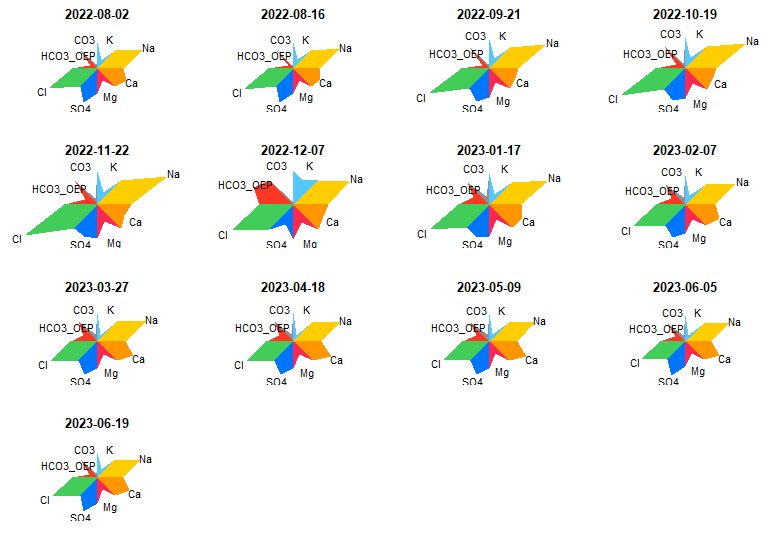 2022-08-02 2022-08-16 2022-09-21 2022-10-19
CO3 K CO3 K CO3 K CO3 K
Na Na Na Na
HCO3_OEP HCO3_OEP HCO3_OEP HCO3_OEP
Ca Ca Ca Ca
Cl Cl Cl Cl
Mg Mg Mg Mg
SO4 SO4 SO4 SO4
2022-11-22 2022-12-07 2023-01-17 2023-02-07
CO3 K CO3 K CO3 K CO3 K
Na Na Na Na
HCO3_OEP HCO3_OEP HCO3_OEP HCO3_OEP
Ca Ca Ca Ca
Cl Cl Cl Cl
SO4 Mg SO4 Mg SO4 Mg SO4 Mg
2023-03-27 2023-04-18 2023-05-09 2023-06-05
CO3 K CO3 K CO3 K CO3 K
Na Na Na Na
HCO3_OEP HCO3_OEP HCO3_OEP HCO3_OEP
Ca Ca Ca Ca
Cl Cl Cl Cl
Mg Mg Mg Mg
SO4 SO4 SO4 SO4
2023-06-19
CO3 K
Na
HCO3_OEP
Ca
Cl
Mg
SO4